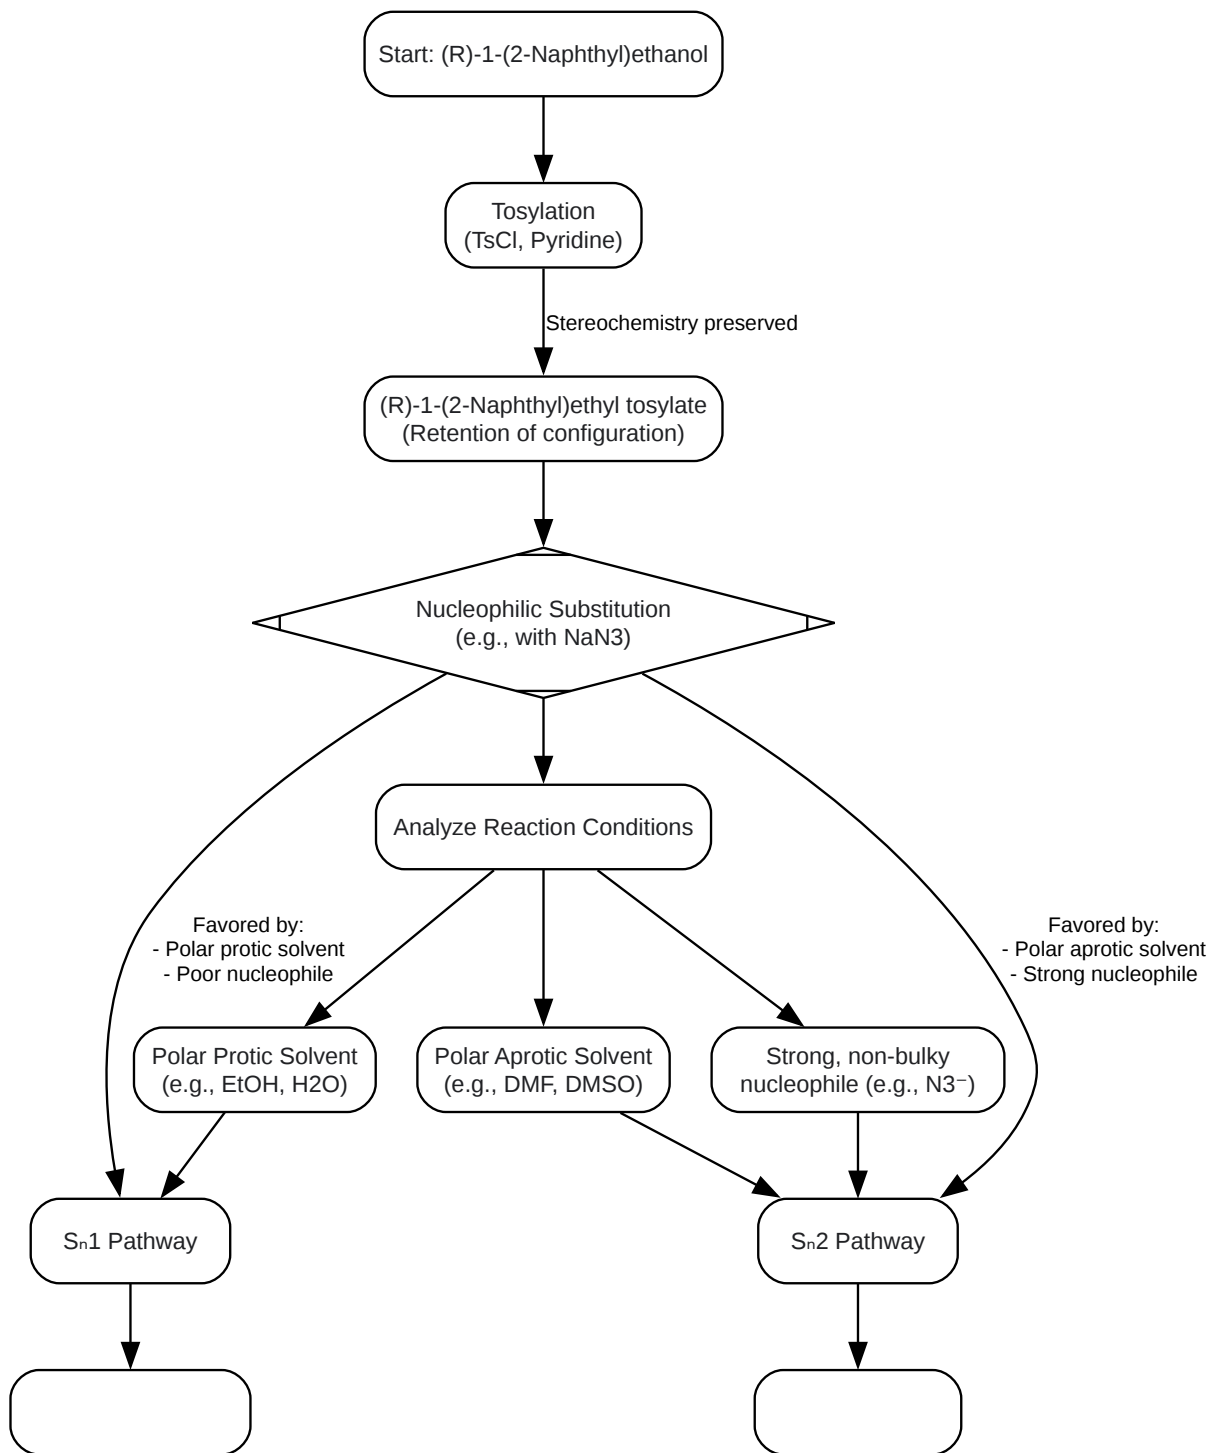 Start: (R)-1-(2-Naphthyl)ethanol
Tosylation
(TsCl, Pyridine)
Stereochemistry preserved
(R)-1-(2-Naphthyl)ethyl tosylate
(Retention of configuration)
Nucleophilic Substitution
(e.g., with NaN3)
Analyze Reaction Conditions
Favored by:
- Polar protic solvent
- Poor nucleophile
Favored by:
- Polar aprotic solvent
- Strong nucleophile
Polar Protic Solvent
(e.g., EtOH, H2O)
Polar Aprotic Solvent
(e.g., DMF, DMSO)
Strong, non-bulky
nucleophile (e.g., N3⁻)
Sₙ1 Pathway
Sₙ2 Pathway